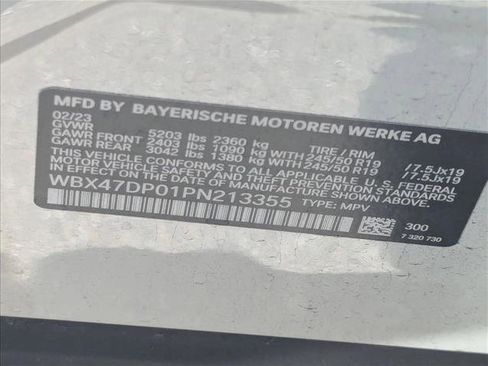 MFD BY BAYERISCHE MOTOREN WERKE AG
02/23
GVWR 5203 lbs 2360 kg TIRE / RIM
GAWR FRONT 2403 lbs 1090 kg WITH 245/50 R19 /7.5Jx19
GAWR REAR 3042 lbs 1380 kg WITH 245/50 R19 /7.5Jx19
THIS VEHICLE CONFORMS TO ALL APPLICABLE U.S. FEDERAL
MOTOR VEHICLE SAFETY AND THEFT PREVENTION STANDARDS
IN EFFECT ON THE DATE OF MANUFACTURE SHOWN ABOVE.
WBX47DP01PN213355 TYPE: MPV
300
7 320 730